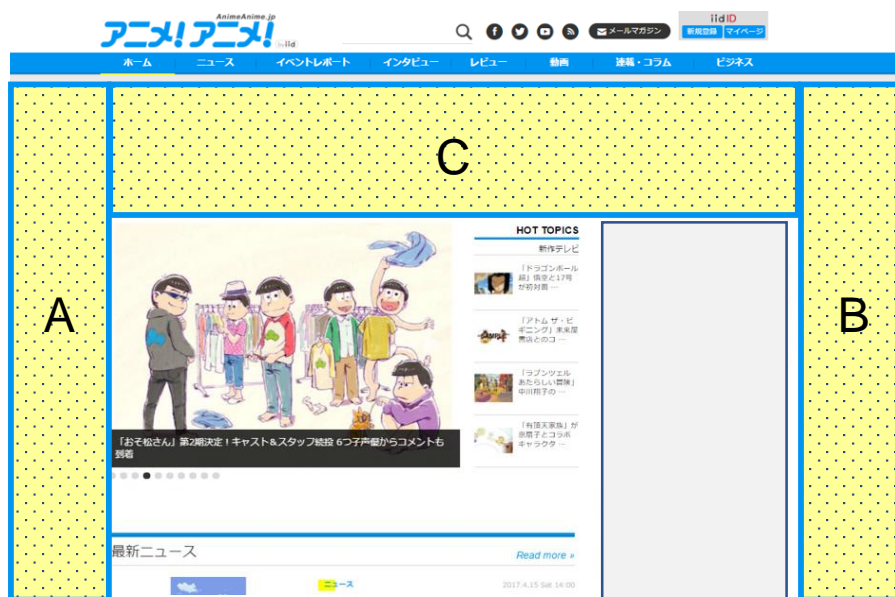 AnimeAnime.jp
アニメ!アニメ!
by iid
メールマガジン
iid ID
新規登録 マイページ
ホーム ニュース イベントレポート インタビュー レビュー 動画 連載・コラム ビジネス
C
A
B
HOT TOPICS
新作テレビ
「ドラゴンボール
超」悟空と17号
が初対面 …
「アトム ザ・ビ
ギニング」未来屋
書店とのコ …
SAMPLE
「ラプンツェル
あたらしい冒険」
中川翔子の …
「有頂天家族」が
京扇子とコラボ
キャラクタ …
「おそ松さん」第2期決定！キャスト＆スタッフ続投 6つ子声優からコメントも
到着
最新ニュース
Read more »
ニュース
2017.4.15 Sat 14:00